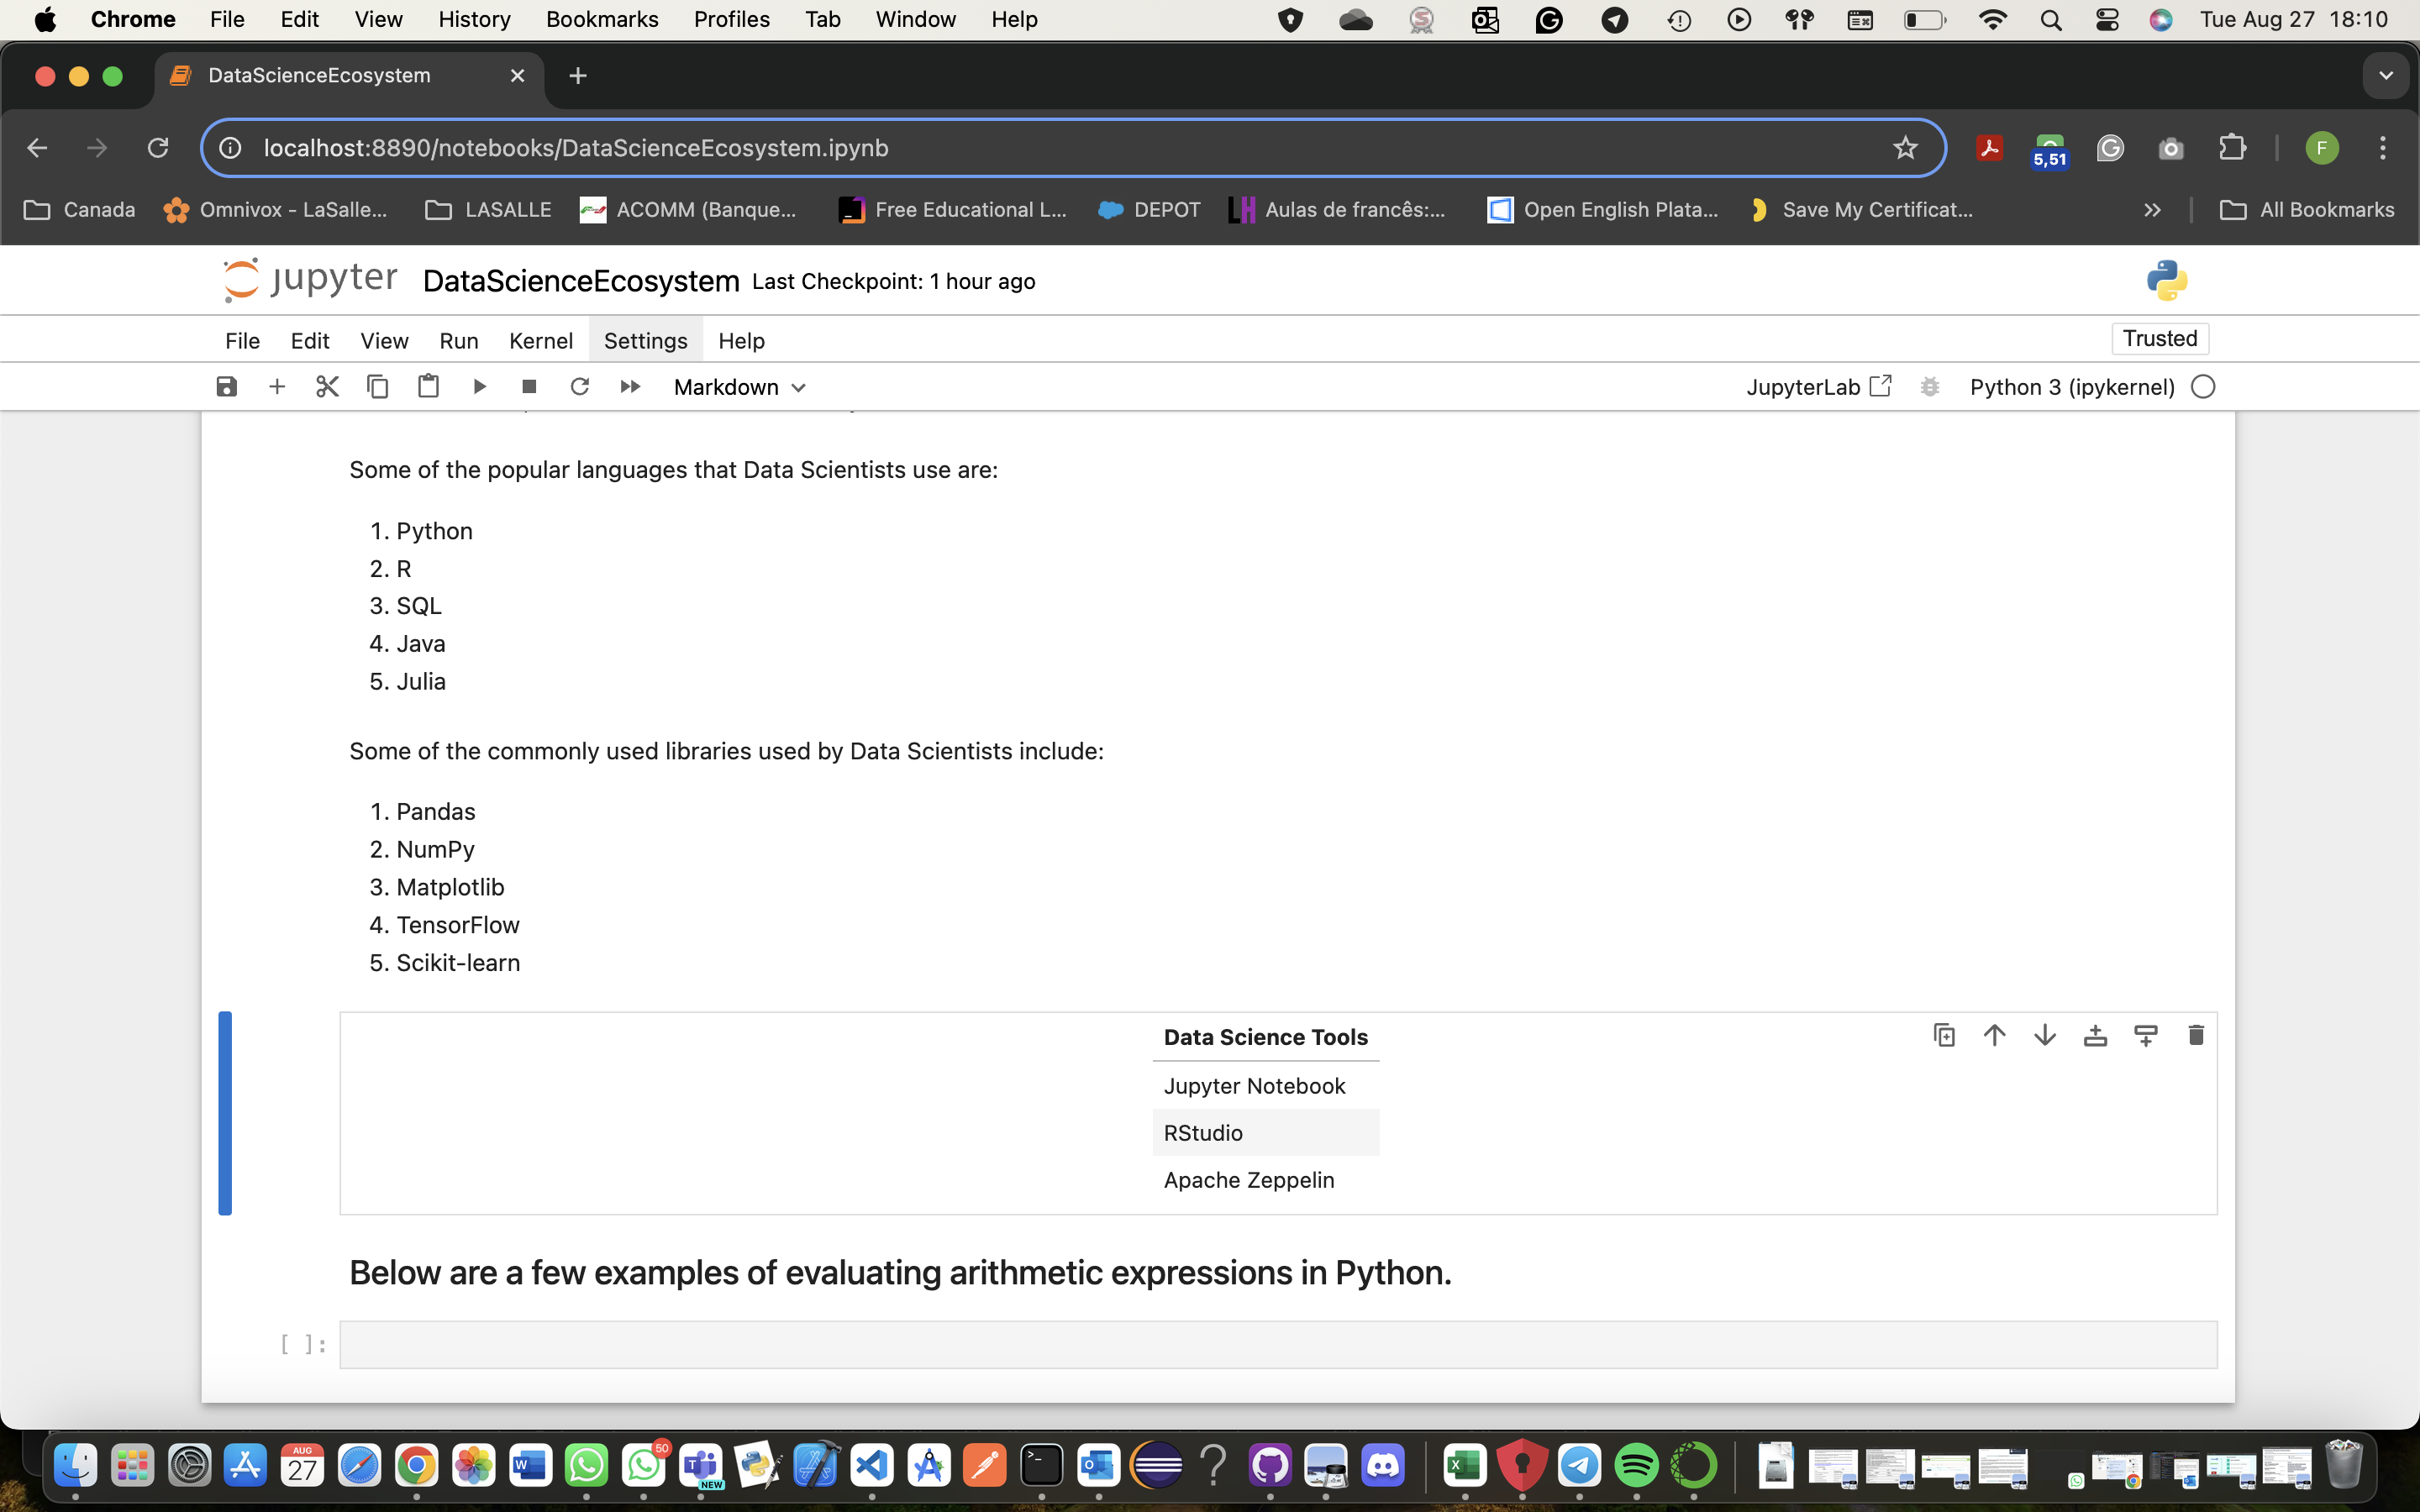 Chrome File Edit View History Bookmarks Profiles Tab Window Help Tue Aug 27 18:10
DataScienceEcosystem
localhost:8890/notebooks/DataScienceEcosystem.ipynb 5,51 F
Canada Omnivox - LaSalle... LASALLE ACOMM (Banque... Free Educational L... DEPOT Aulas de francês:... Open English Plata... Save My Certificat... All Bookmarks
jupyter DataScienceEcosystem Last Checkpoint: 1 hour ago
File Edit View Run Kernel Settings Help Trusted
Markdown JupyterLab Python 3 (ipykernel)
Some of the popular languages that Data Scientists use are:
1. Python
2. R
3. SQL
4. Java
5. Julia
Some of the commonly used libraries used by Data Scientists include:
1. Pandas
2. NumPy
3. Matplotlib
4. TensorFlow
5. Scikit-learn
Data Science Tools
Jupyter Notebook
RStudio
Apache Zeppelin
Below are a few examples of evaluating arithmetic expressions in Python.
[ ]:
AUG 27 50 NEW